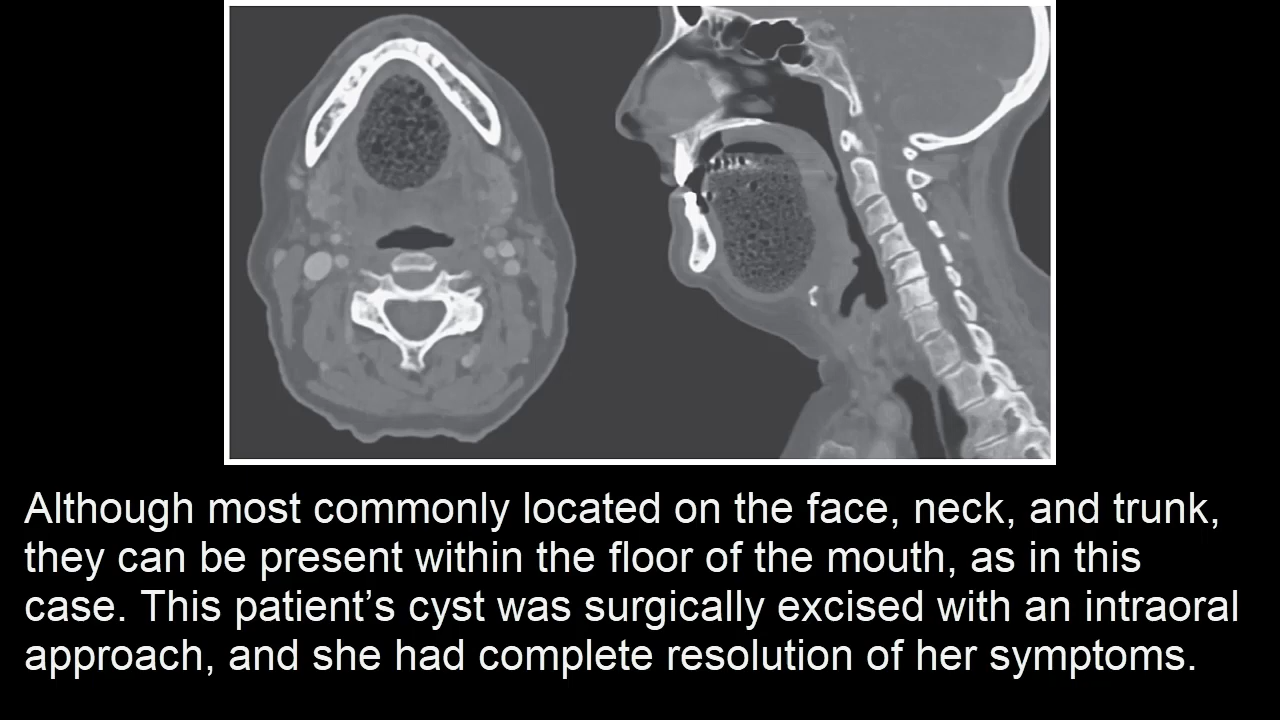 Although most commonly located on the face, neck, and trunk,
they can be present within the floor of the mouth, as in this
case. This patient’s cyst was surgically excised with an intraoral
approach, and she had complete resolution of her symptoms.